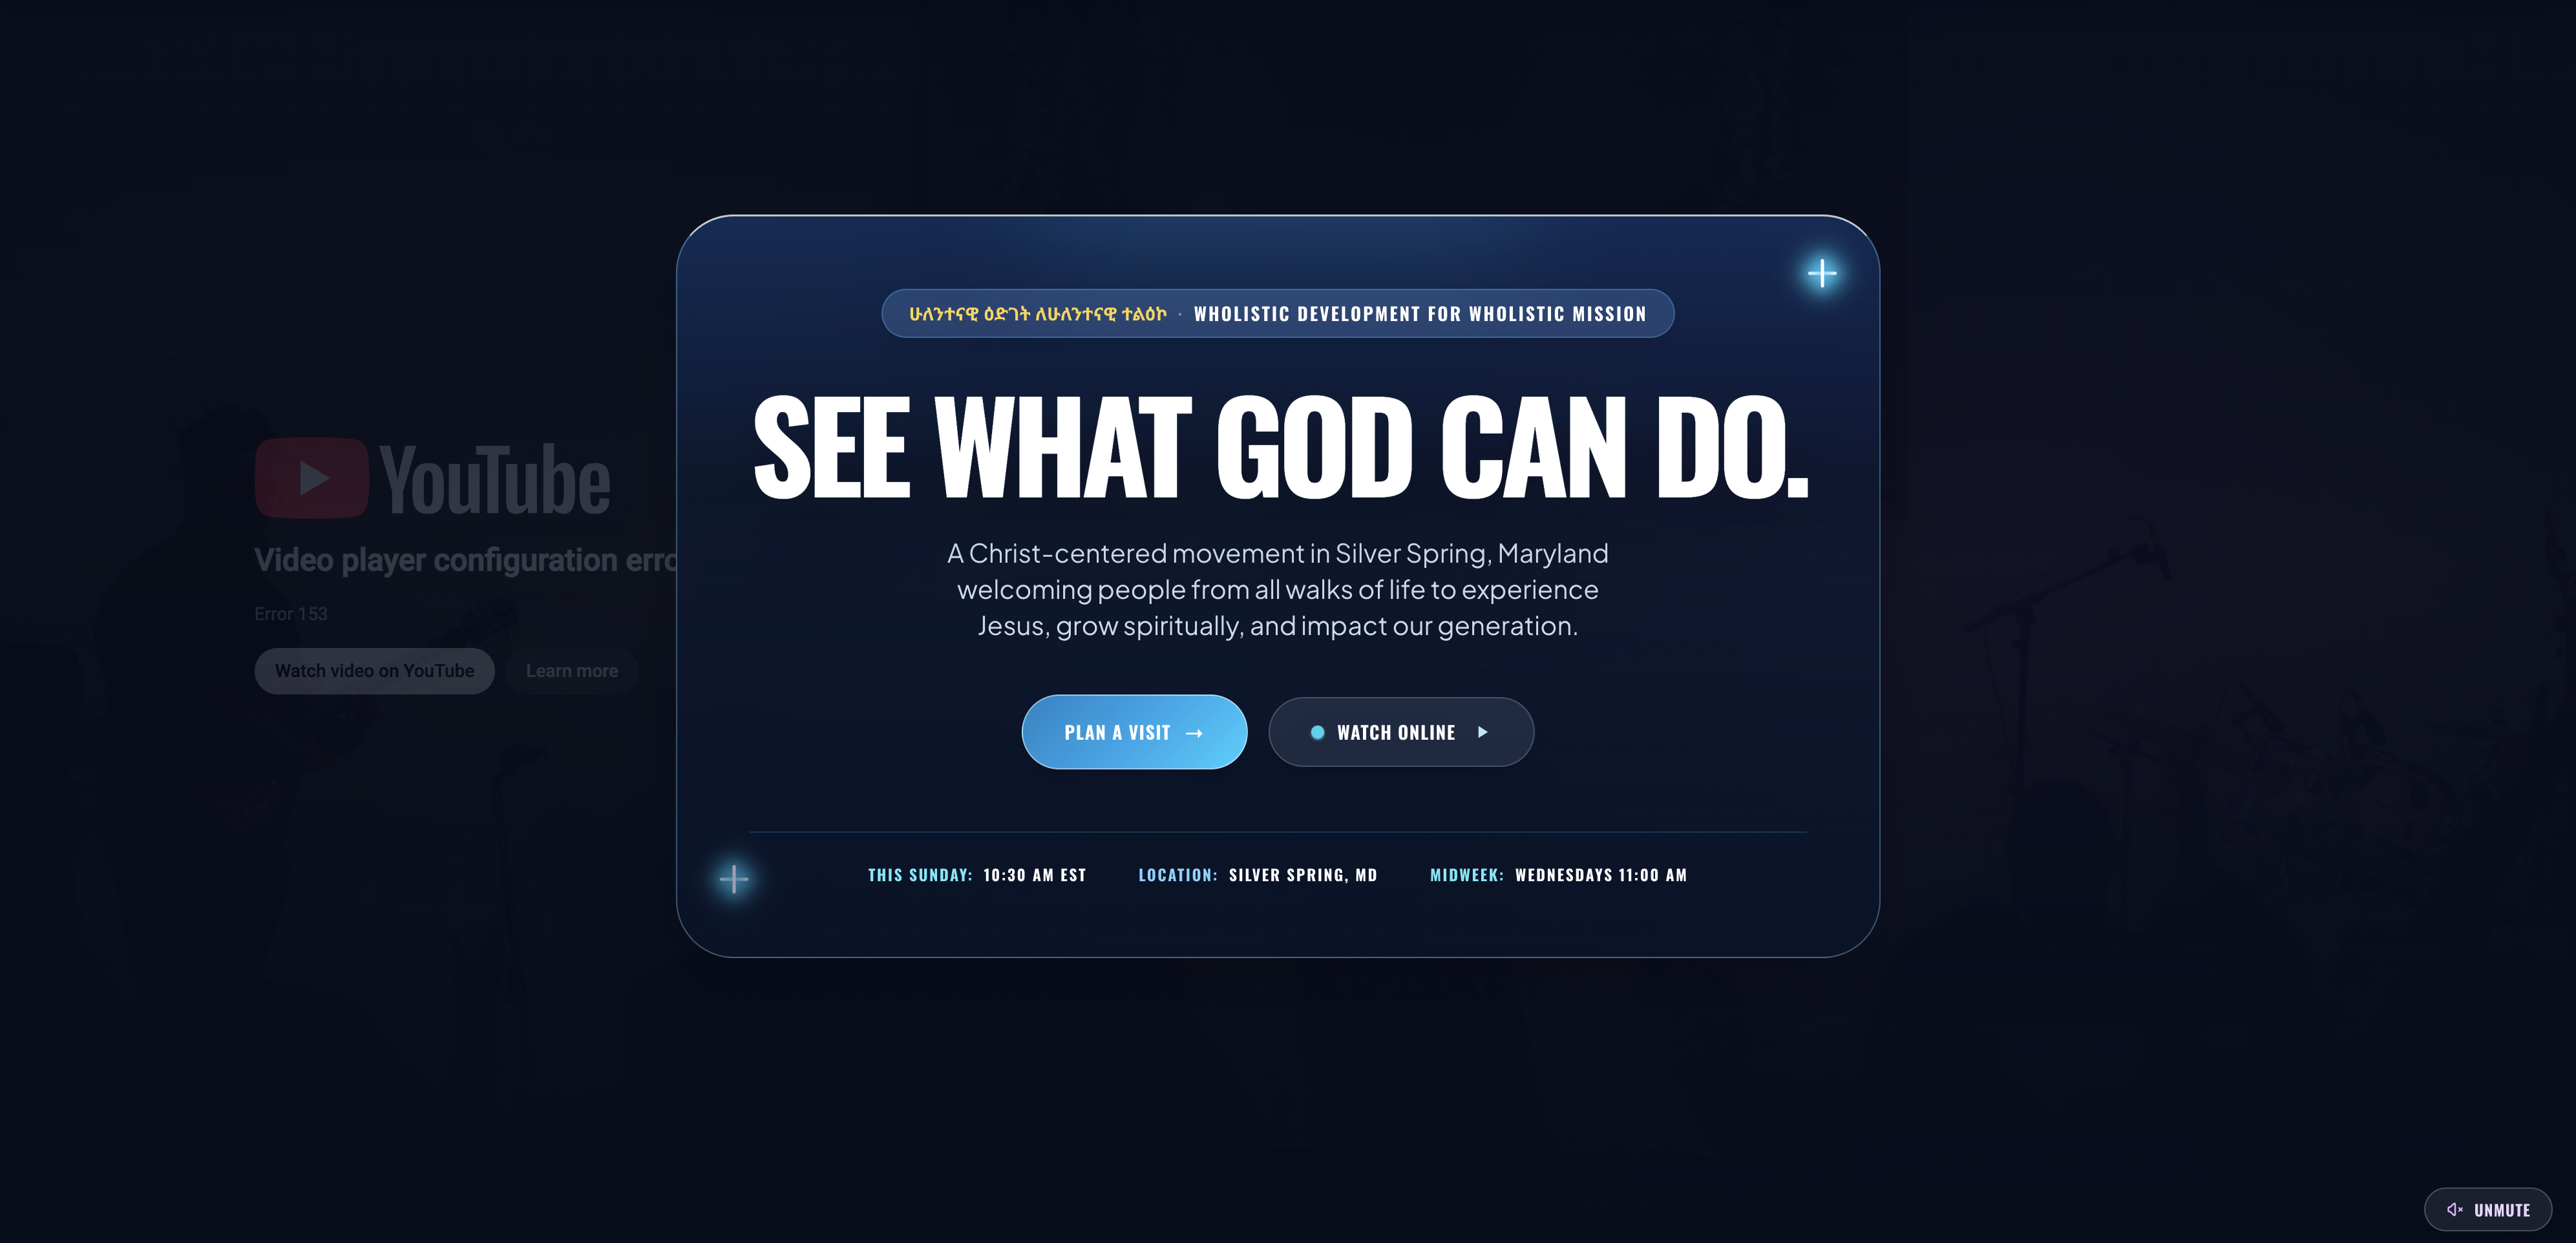 ሁለንተናዊ ዕድገት ለሁለንተናዊ ተልዕኮ · WHOLISTIC DEVELOPMENT FOR WHOLISTIC MISSION
SEE WHAT GOD CAN DO.
A Christ-centered movement in Silver Spring, Maryland
welcoming people from all walks of life to experience
Jesus, grow spiritually, and impact our generation.
PLAN A VISIT →
WATCH ONLINE
THIS SUNDAY: 10:30 AM EST
LOCATION: SILVER SPRING, MD
MIDWEEK: WEDNESDAYS 11:00 AM
YouTube
Video player configuration erro
Error 153
Watch video on YouTube
Learn more
UNMUTE